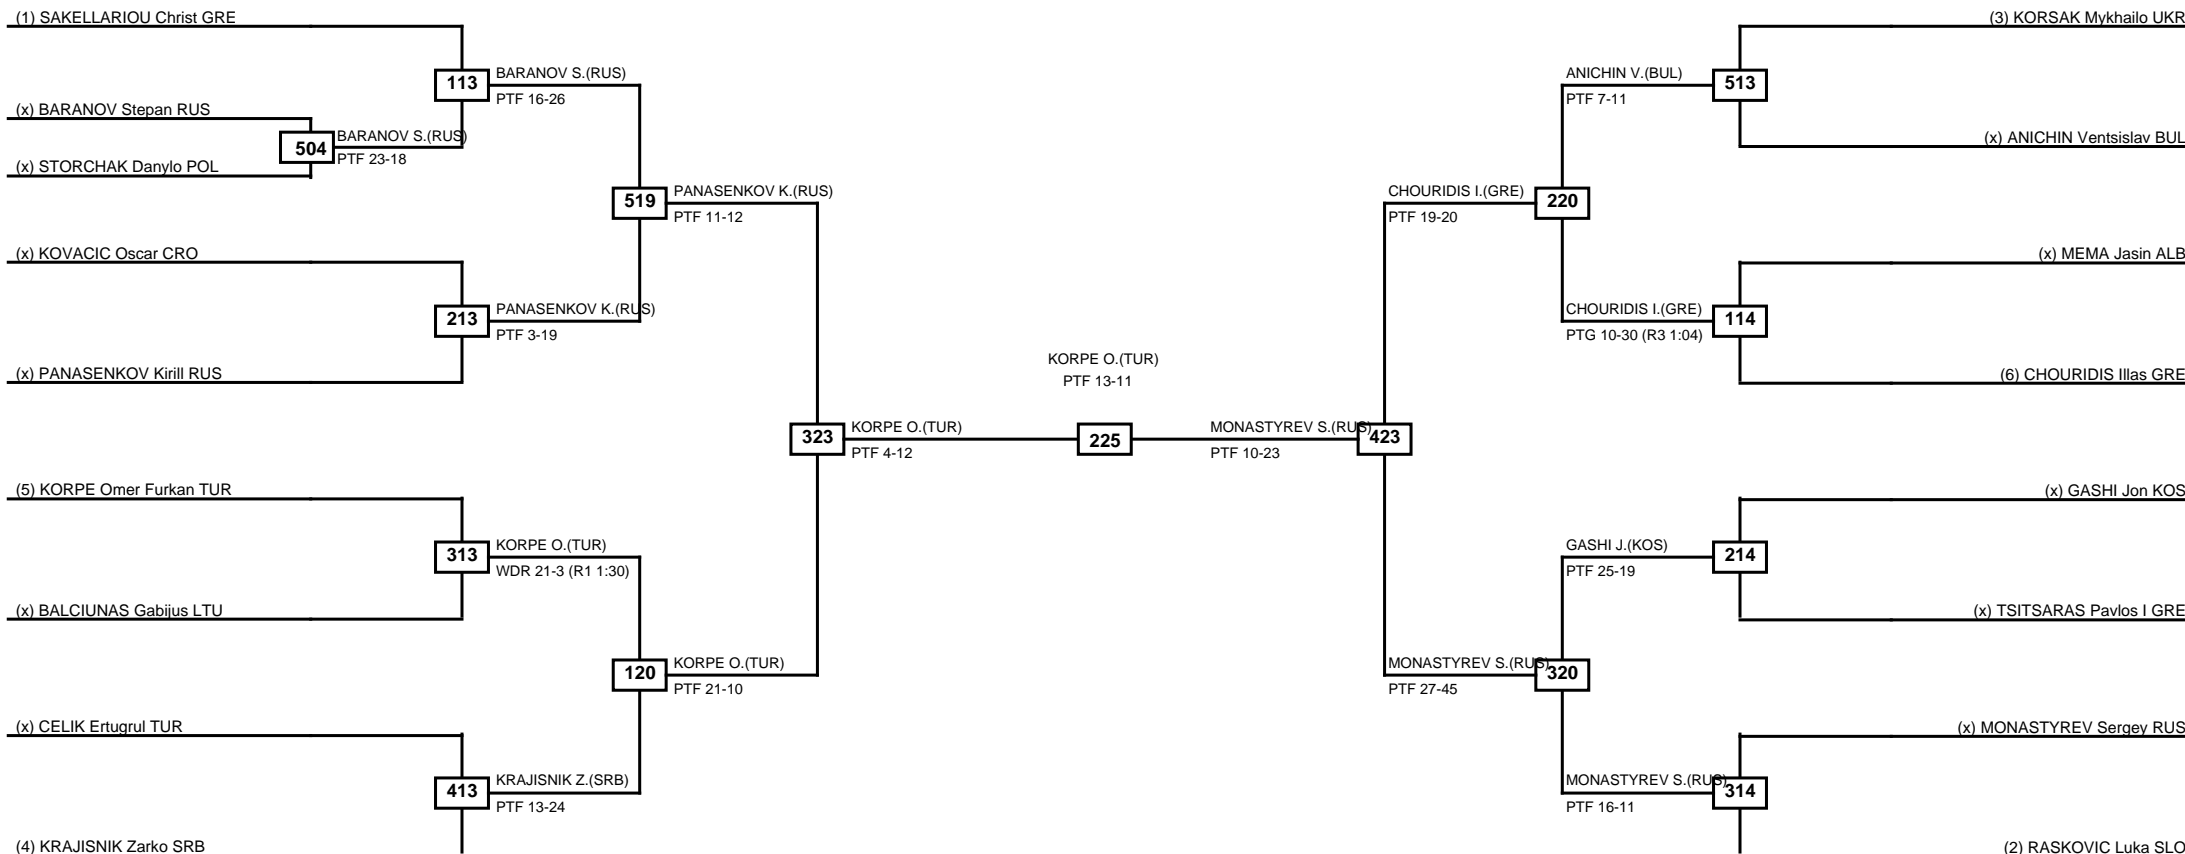 (1) SAKELLARIOU Christ GRE
(3) KORSAK Mykhailo UKR
113
BARANOV S.(RUS)
PTF 16-26
ANICHIN V.(BUL)
PTF 7-11
513
(x) BARANOV Stepan RUS
504
BARANOV S.(RUS)
PTF 23-18
(x) STORCHAK Danylo POL
(x) ANICHIN Ventsislav BUL
519
PANASENKOV K.(RUS)
PTF 11-12
CHOURIDIS I.(GRE)
PTF 19-20
220
(x) KOVACIC Oscar CRO
(x) MEMA Jasin ALB
213
PANASENKOV K.(RUS)
PTF 3-19
CHOURIDIS I.(GRE)
PTG 10-30 (R3 1:04)
114
KORPE O.(TUR)
PTF 13-11
(x) PANASENKOV Kirill RUS
(6) CHOURIDIS Illas GRE
323
KORPE O.(TUR)
PTF 4-12
225
MONASTYREV S.(RUS)
PTF 10-23
423
(5) KORPE Omer Furkan TUR
(x) GASHI Jon KOS
313
KORPE O.(TUR)
WDR 21-3 (R1 1:30)
GASHI J.(KOS)
PTF 25-19
214
(x) BALCIUNAS Gabijus LTU
(x) TSITSARAS Pavlos I GRE
120
KORPE O.(TUR)
PTF 21-10
MONASTYREV S.(RUS)
PTF 27-45
320
(x) CELIK Ertugrul TUR
(x) MONASTYREV Sergey RUS
413
KRAJISNIK Z.(SRB)
PTF 13-24
MONASTYREV S.(RUS)
PTF 16-11
314
(4) KRAJISNIK Zarko SRB
(2) RASKOVIC Luka SLO